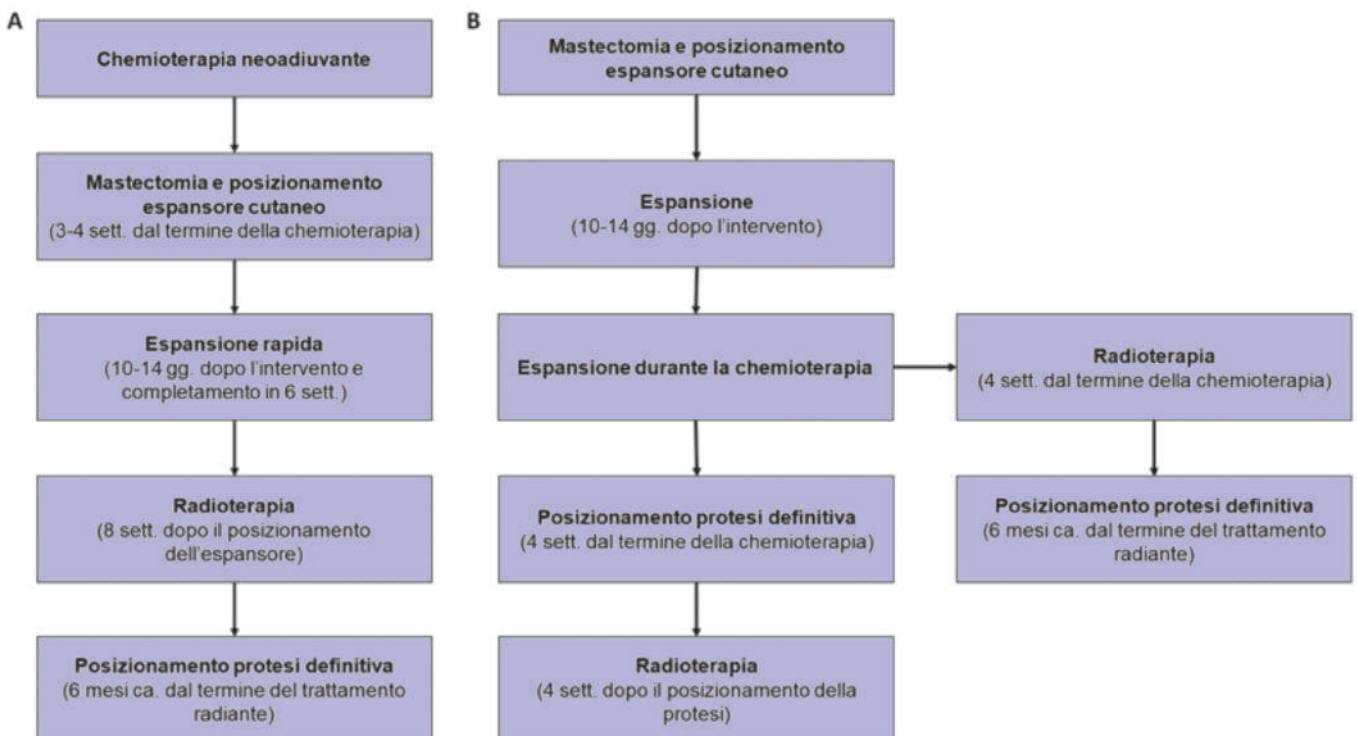 A
Chemioterapia neoadiuvante
Mastectomia e posizionamento
espansore cutaneo
(3-4 sett. dal termine della chemioterapia)
Espansione rapida
(10-14 gg. dopo l'intervento e
completamento in 6 sett.)
Radioterapia
(8 sett. dopo il posizionamento
dell'espansore)
Posizionamento protesi definitiva
(6 mesi ca. dal termine del trattamento
radiante)
B
Mastectomia e posizionamento
espansore cutaneo
Espansione
(10-14 gg. dopo l'intervento)
Espansione durante la chemioterapia
Posizionamento protesi definitiva
(4 sett. dal termine della chemioterapia)
Radioterapia
(4 sett. dopo il posizionamento della
protesi)
Radioterapia
(4 sett. dal termine della chemioterapia)
Posizionamento protesi definitiva
(6 mesi ca. dal termine del trattamento
radiante)